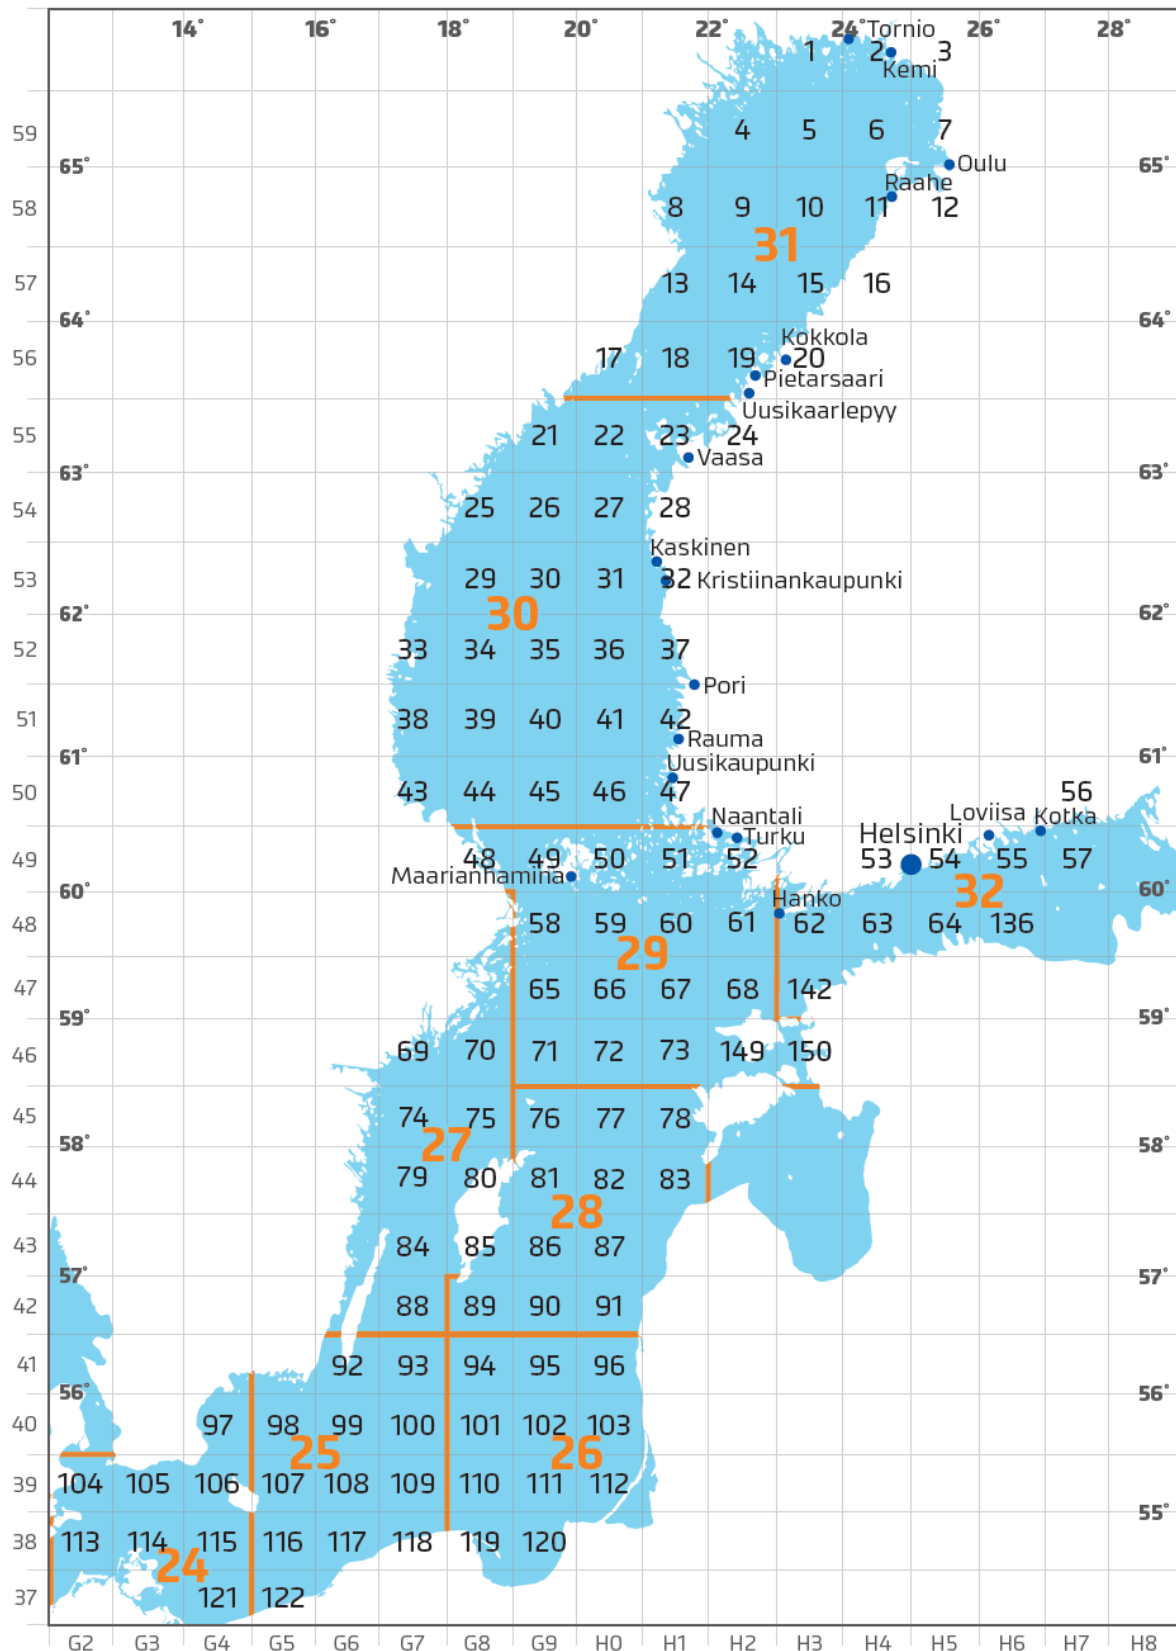 14° 16° 18° 20° 22° 24° 26° 28°
Tornio
1 2 3
Kemi
59 4 5 6 7
65° Oulu 65°
Raahe
58 8 9 10 11 12
31
57 13 14 15 16
64° 64°
Kokkola
56 17 18 19 20
Pietarsaari
Uusikaarlepyy
55 21 22 23 24
Vaasa
63° 63°
54 25 26 27 28
Kaskinen
53 29 30 31 32 Kristiinankaupunki
62° 30 62°
52 33 34 35 36 37
Pori
51 38 39 40 41 42
Rauma
61° Uusikaupunki 61°
50 43 44 45 46 47 56
Naantali Loviisa Kotka
Turku Helsinki
49 48 49 50 51 52 53 54 55 57
Maarianhamina
60° 32 60°
Hanko
48 58 59 60 61 62 63 64 136
29
47 65 66 67 68 142
59° 59°
46 69 70 71 72 73 149 150
45 74 75 76 77 78
58° 27 58°
44 79 80 81 82 83
28
43 84 85 86 87
57° 57°
42 88 89 90 91
41 92 93 94 95 96
56° 56°
40 97 98 99 100 101 102 103
25 26
39 104 105 106 107 108 109 110 111 112
55°
38 113 114 115 116 117 118 119 120
24
37 121 122
G2 G3 G4 G5 G6 G7 G8 G9 H0 H1 H2 H3 H4 H5 H6 H7 H8